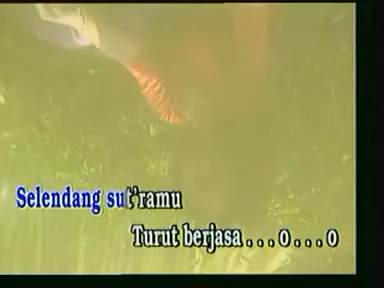 Selendang sut'ramu
Turut berjasa . . . o . . . o